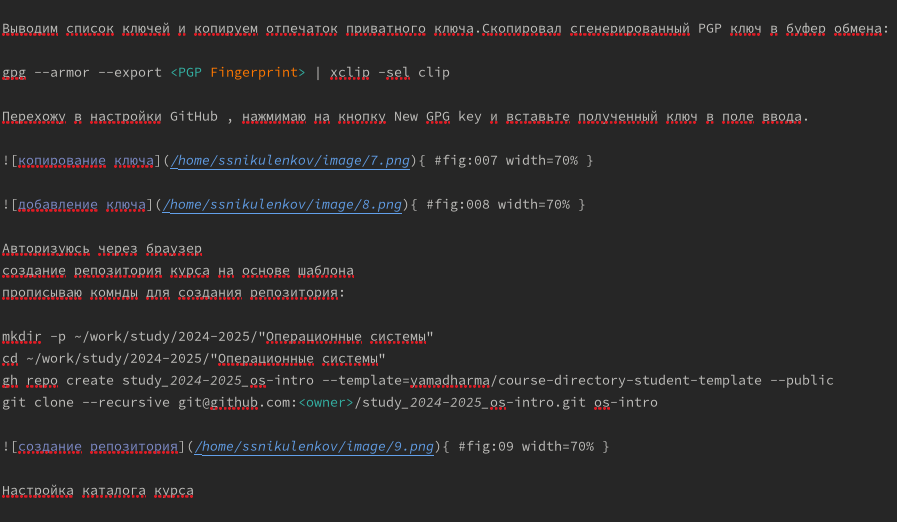 Выводим список ключей и копируем отпечаток приватного ключа.Скопировал сгенерированный PGP ключ в буфер обмена:
gpg --armor --export <PGP Fingerprint> | xclip -sel clip
Перехожу в настройки GitHub , нажмимаю на кнопку New GPG key и вставьте полученный ключ в поле ввода.
![копирование ключа](/home/ssnikulenkov/image/7.png){ #fig:007 width=70% }
![добавление ключа](/home/ssnikulenkov/image/8.png){ #fig:008 width=70% }
Авторизуюсь через браузер
создание репозитория курса на основе шаблона
прописываю комнды для создания репозитория:
mkdir -p ~/work/study/2024-2025/"Операционные системы"
cd ~/work/study/2024-2025/"Операционные системы"
gh repo create study_2024-2025_os-intro --template=yamadharma/course-directory-student-template --public
git clone --recursive git@github.com:<owner>/study_2024-2025_os-intro.git os-intro
![создание репозитория](/home/ssnikulenkov/image/9.png){ #fig:09 width=70% }
Настройка каталога курса